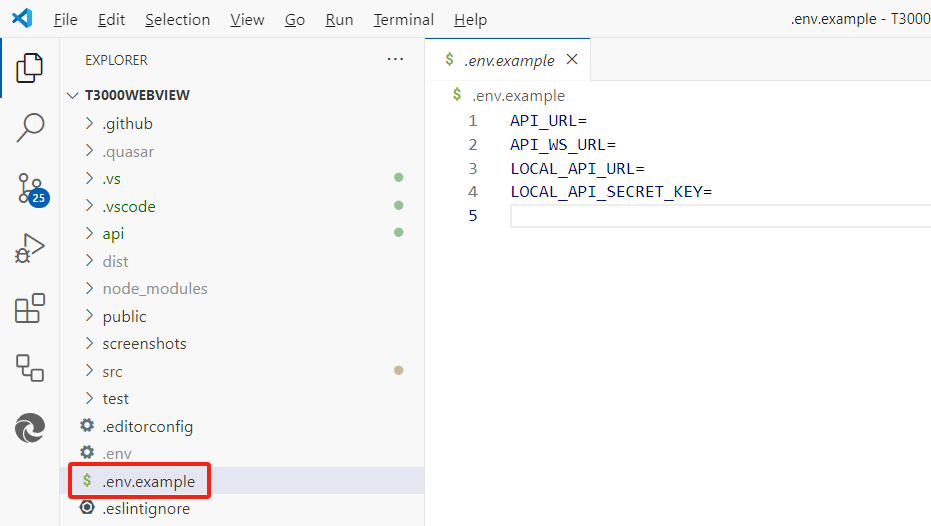 File Edit Selection View Go Run Terminal Help .env.example - T3000
EXPLORER ···
T3000WEBVIEW
.github
.quasar
.vs
.vscode
api
dist
node_modules
public
screenshots
src
test
.editorconfig
.env
$ .env.example
.eslintignore
25
$ .env.example
$ .env.example
1 API_URL=
2 API_WS_URL=
3 LOCAL_API_URL=
4 LOCAL_API_SECRET_KEY=
5